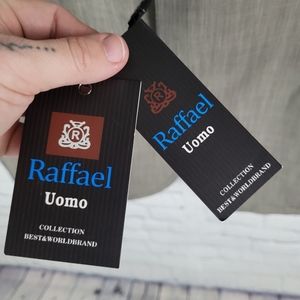 R
Raffael
Uomo
COLLECTION
BEST&WORLDBRAND
R
Raffael
Uomo
COLLECTION
BEST&WORLDBRAND